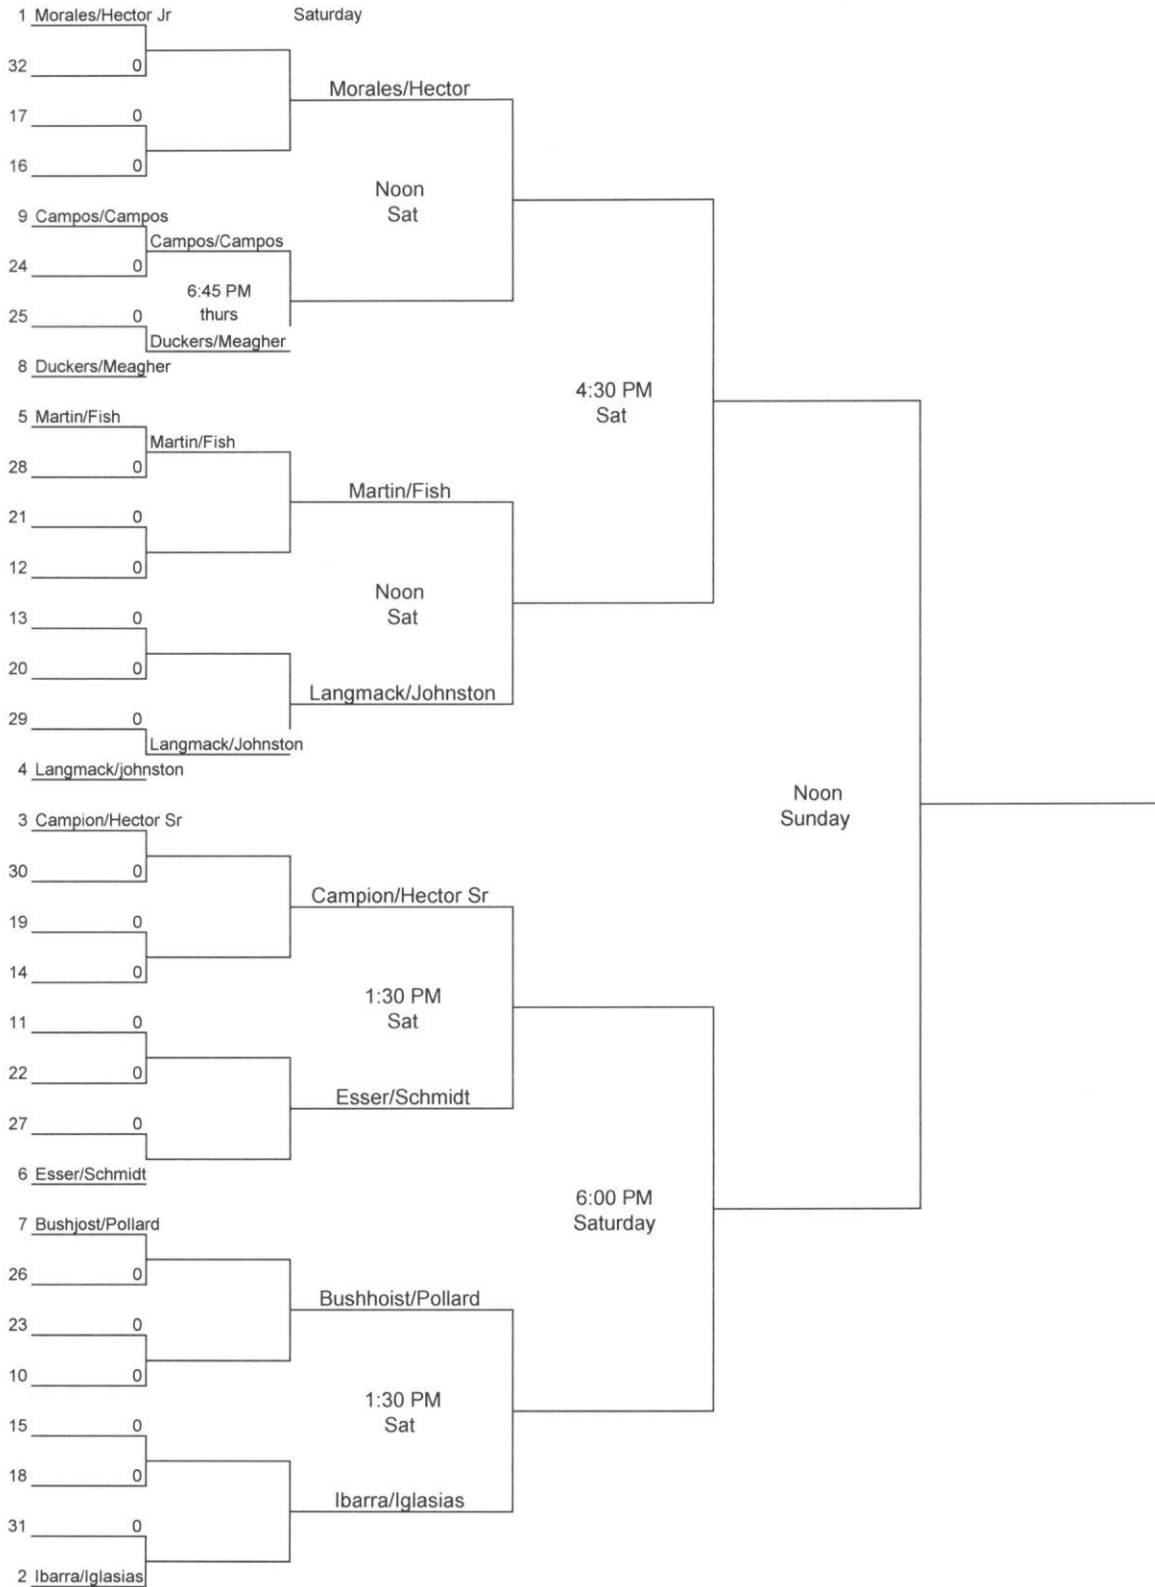 1 Morales/Hector Jr Saturday
32 0
Morales/Hector
17 0
16 0
Noon
Sat
9 Campos/Campos
Campos/Campos
24 0
6:45 PM
25 0
thurs
Duckers/Meagher
8 Duckers/Meagher
4:30 PM
Sat
5 Martin/Fish
Martin/Fish
28 0
Martin/Fish
21 0
12 0
Noon
Sat
13 0
20 0
Langmack/Johnston
29 0
Langmack/Johnston
4 Langmack/johnston
Noon
Sunday
3 Campion/Hector Sr
30 0
Campion/Hector Sr
19 0
14 0
1:30 PM
Sat
11 0
22 0
Esser/Schmidt
27 0
6 Esser/Schmidt
6:00 PM
Saturday
7 Bushjost/Pollard
26 0
Bushhoist/Pollard
23 0
10 0
1:30 PM
Sat
15 0
18 0
Ibarra/Iglasias
31 0
2 Ibarra/Iglasias